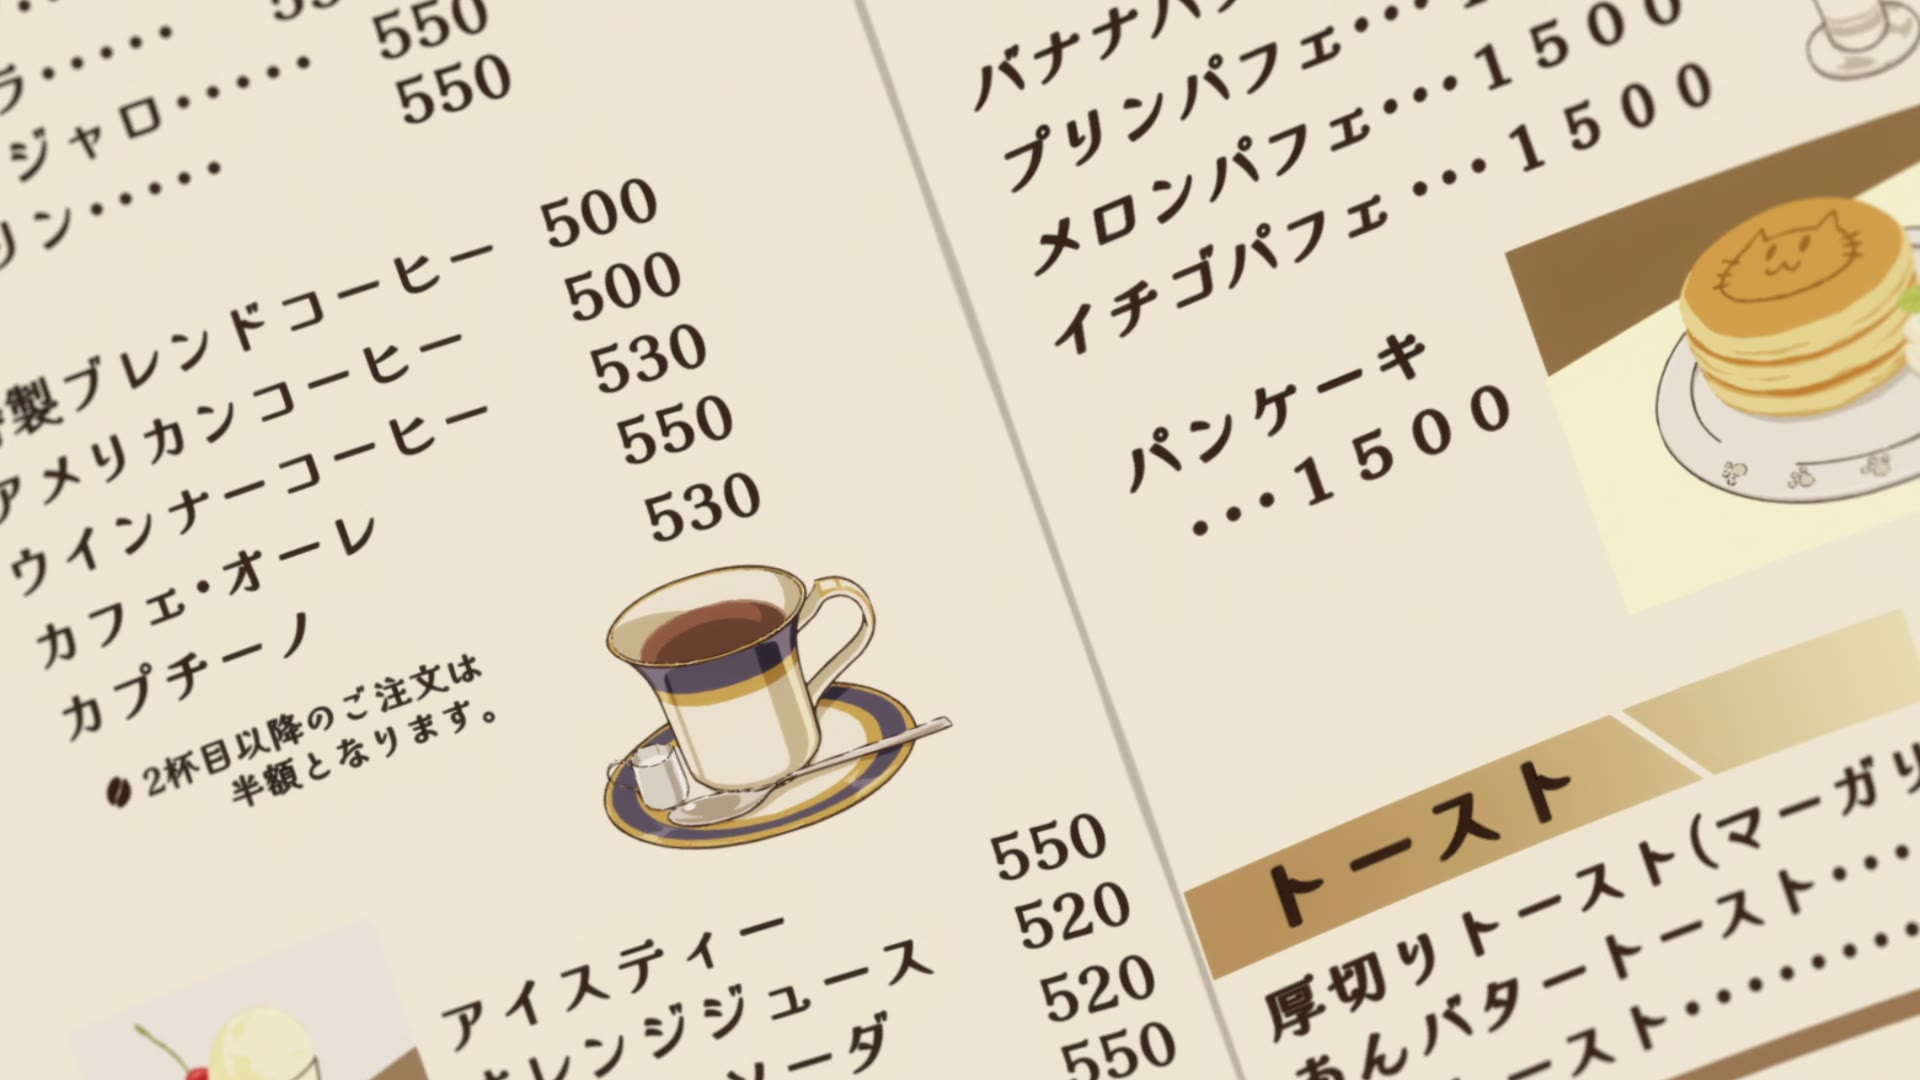 ラ・・・・・
550
ジャロ・・・・・
550
リン・・・・・
製ブレンドコーヒー 500
アメリカンコーヒー 500
ウインナーコーヒー 530
カフェ・オーレ 550
カプチーノ 530
2杯目以降のご注文は
半額となります。
アイスティー 550
オレンジジュース 520
ソーダ 520
550
バナナパ
プリンパフェ・・・1500
メロンパフェ・・・1500
イチゴパフェ・・・1500
パンケーキ
・・・1500
トースト
厚切りトースト(マーガリ
あんバタートースト・・・
ースト・・・・・・・・